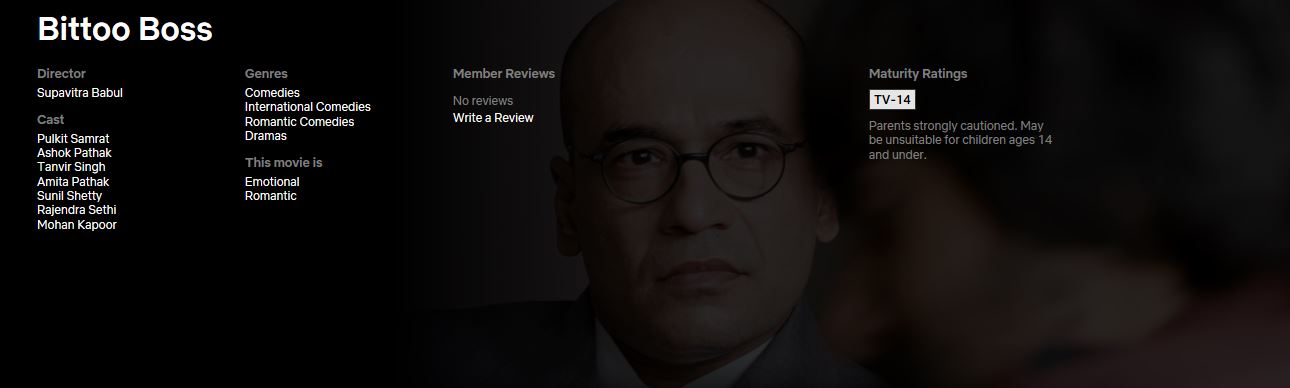 Bittoo Boss
Director
Supavitra Babul
Cast
Pulkit Samrat
Ashok Pathak
Tanvir Singh
Amita Pathak
Sunil Shetty
Rajendra Sethi
Mohan Kapoor
Genres
Comedies
International Comedies
Romantic Comedies
Dramas
This movie is
Emotional
Romantic
Member Reviews
No reviews
Write a Review
Maturity Ratings
TV-14
Parents strongly cautioned. May
be unsuitable for children ages 14
and under.